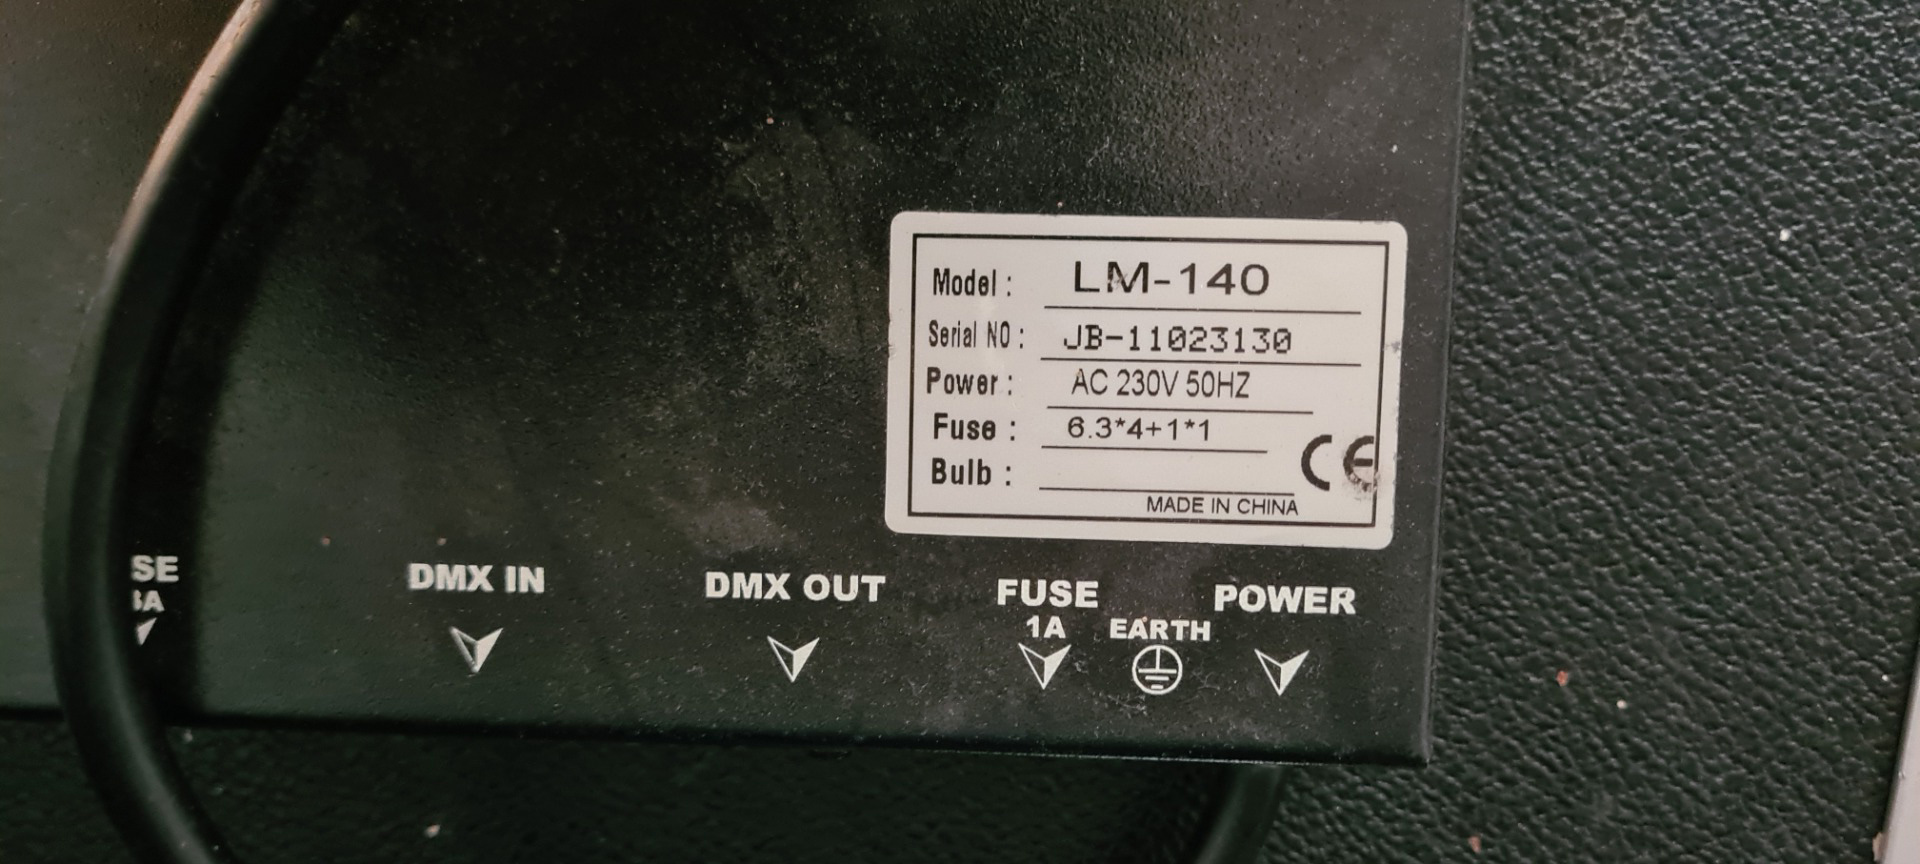 Model : LM-140
Serial NO : JB-11023130
Power : AC 230V 50HZ
Fuse : 6.3*4+1*1
Bulb :
CE
MADE IN CHINA
SE
A
DMX IN
DMX OUT
FUSE
1A
EARTH
POWER